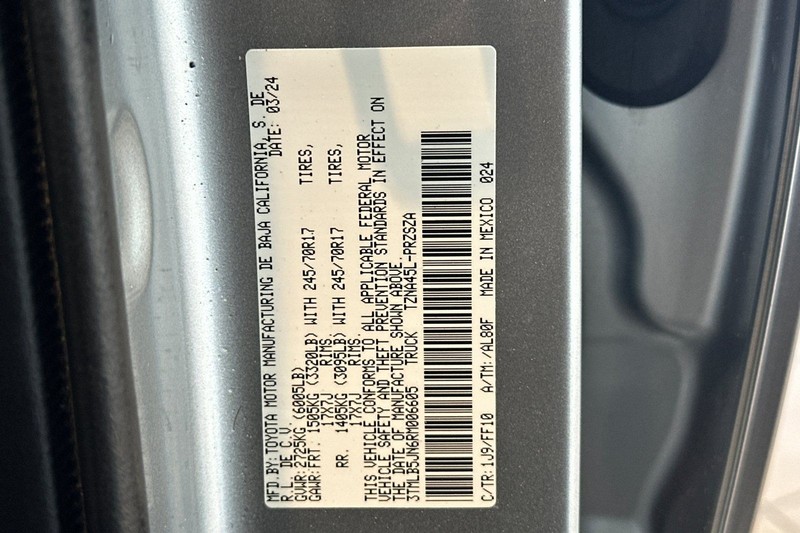 MFD.BY:TOYOTA MOTOR MANUFACTURING DE BAJA CALIFORNIA, S. DE
R.L. DE C.V. DATE: 03/24
GVWR:2725KG (6005LB)
GAWR:FRT. 1505KG (3320LB) WITH 245/70R17 TIRES,
17X7J RIMS.
RR. 1405KG (3095LB) WITH 245/70R17 TIRES,
17X7J RIMS.
THIS VEHICLE CONFORMS TO ALL APPLICABLE FEDERAL MOTOR
VEHICLE SAFETY AND THEFT PREVENTION STANDARDS IN EFFECT ON
THE DATE OF MANUFACTURE SHOWN ABOVE.
3TMLB5JN6RM006605 TRUCK TZNA45L-PRZSZA
C/TR:1J9/FF10 A/TM:/AL80F MADE IN MEXICO 024